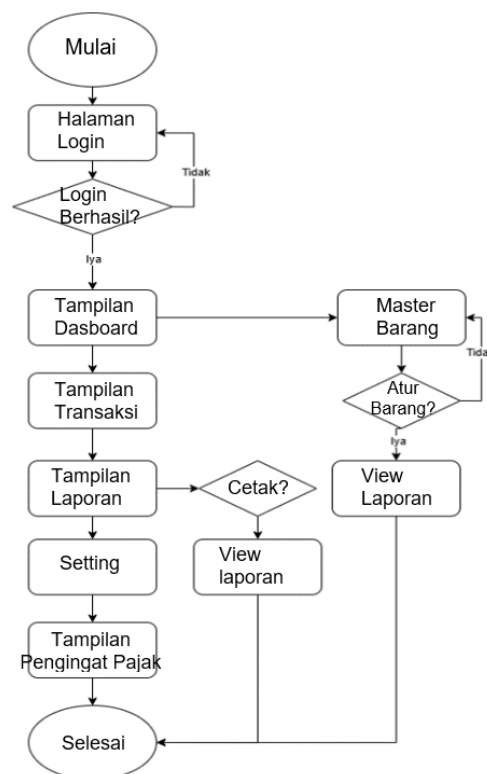 Mulai
Halaman
Login
Tidak
Login
Berhasil?
Iya
Tampilan
Dasboard
Master
Barang
Tida
Tampilan
Transaksi
Atur
Barang?
Iya
Tampilan
Laporan
Cetak?
View
Laporan
Setting
View
laporan
Tampilan
Pengingat Pajak
Selesai